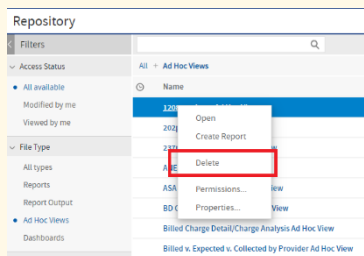 Repository
Filters
Access Status
All available
Modified by me
Viewed by me
File Type
All types
Reports
Report Output
Ad Hoc Views
Dashboards
All + Ad Hoc Views
Name
Open
Create Report
Delete
Permissions...
Properties...
ASA
View
Billed Charge Detail/Charge Analysis Ad Hoc View
Billed v. Expected v. Collected by Provider Ad Hoc View